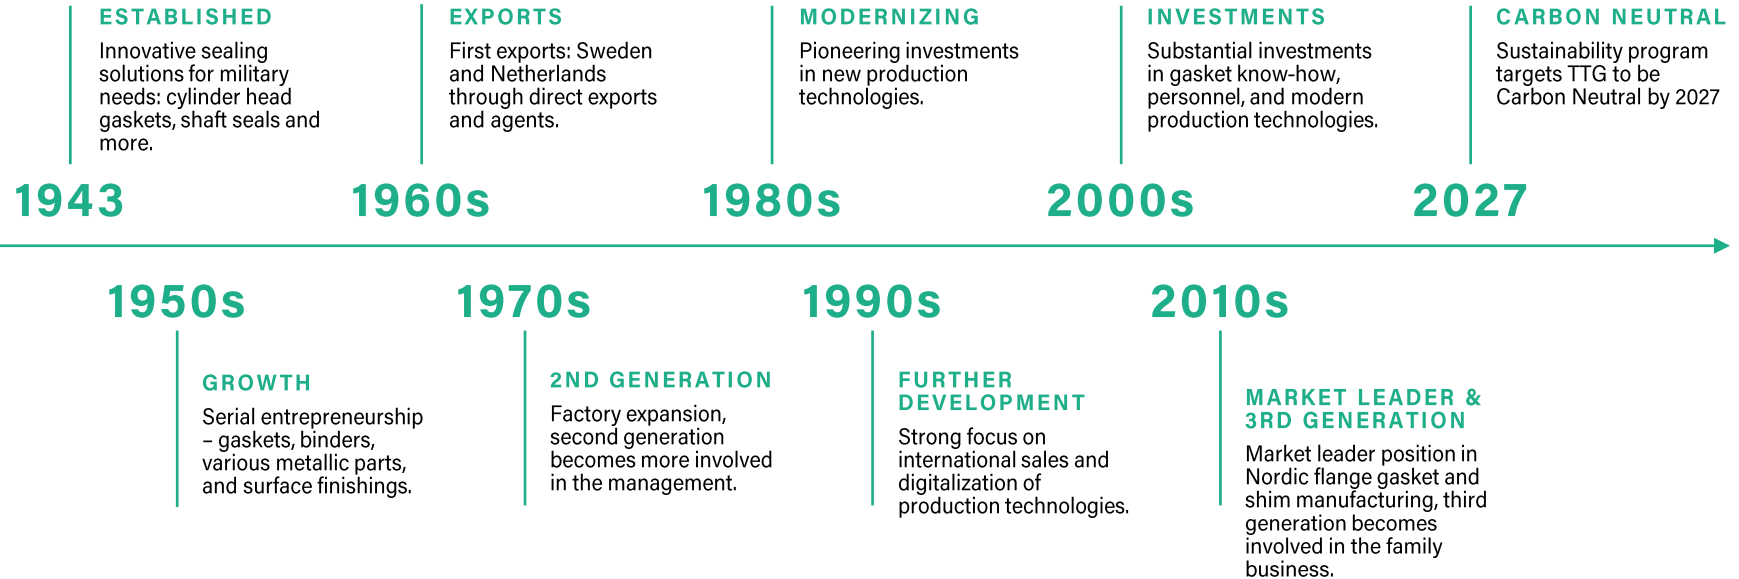 ESTABLISHED
Innovative sealing
solutions for military
needs: cylinder head
gaskets, shaft seals and
more.
1943
EXPORTS
First exports: Sweden
and Netherlands
through direct exports
and agents.
1960s
MODERNIZING
Pioneering investments
in new production
technologies.
1980s
INVESTMENTS
Substantial investments
in gasket know-how,
personnel, and modern
production technologies.
2000s
CARBON NEUTRAL
Sustainability program
targets TTG to be
Carbon Neutral by 2027
2027
1950s
GROWTH
Serial entrepreneurship
– gaskets, binders,
various metallic parts,
and surface finishings.
1970s
2ND GENERATION
Factory expansion,
second generation
becomes more involved
in the management.
1990s
FURTHER
DEVELOPMENT
Strong focus on
international sales and
digitalization of
production technologies.
2010s
MARKET LEADER &
3RD GENERATION
Market leader position in
Nordic flange gasket and
shim manufacturing, third
generation becomes
involved in the family
business.